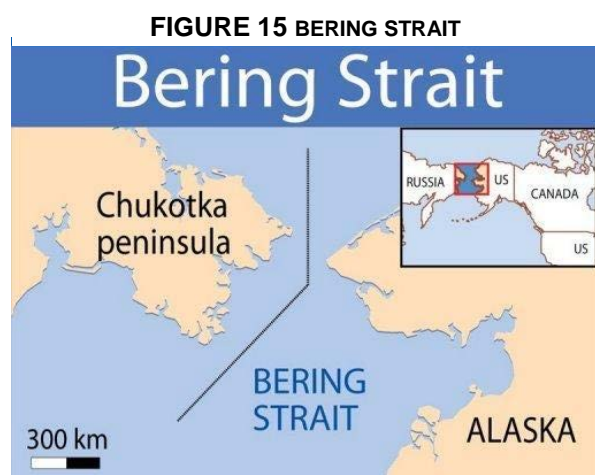 FIGURE 15 BERING STRAIT
Bering Strait
RUSSIA
US
CANADA
US
Chukotka
peninsula
BERING
STRAIT
ALASKA
300 km